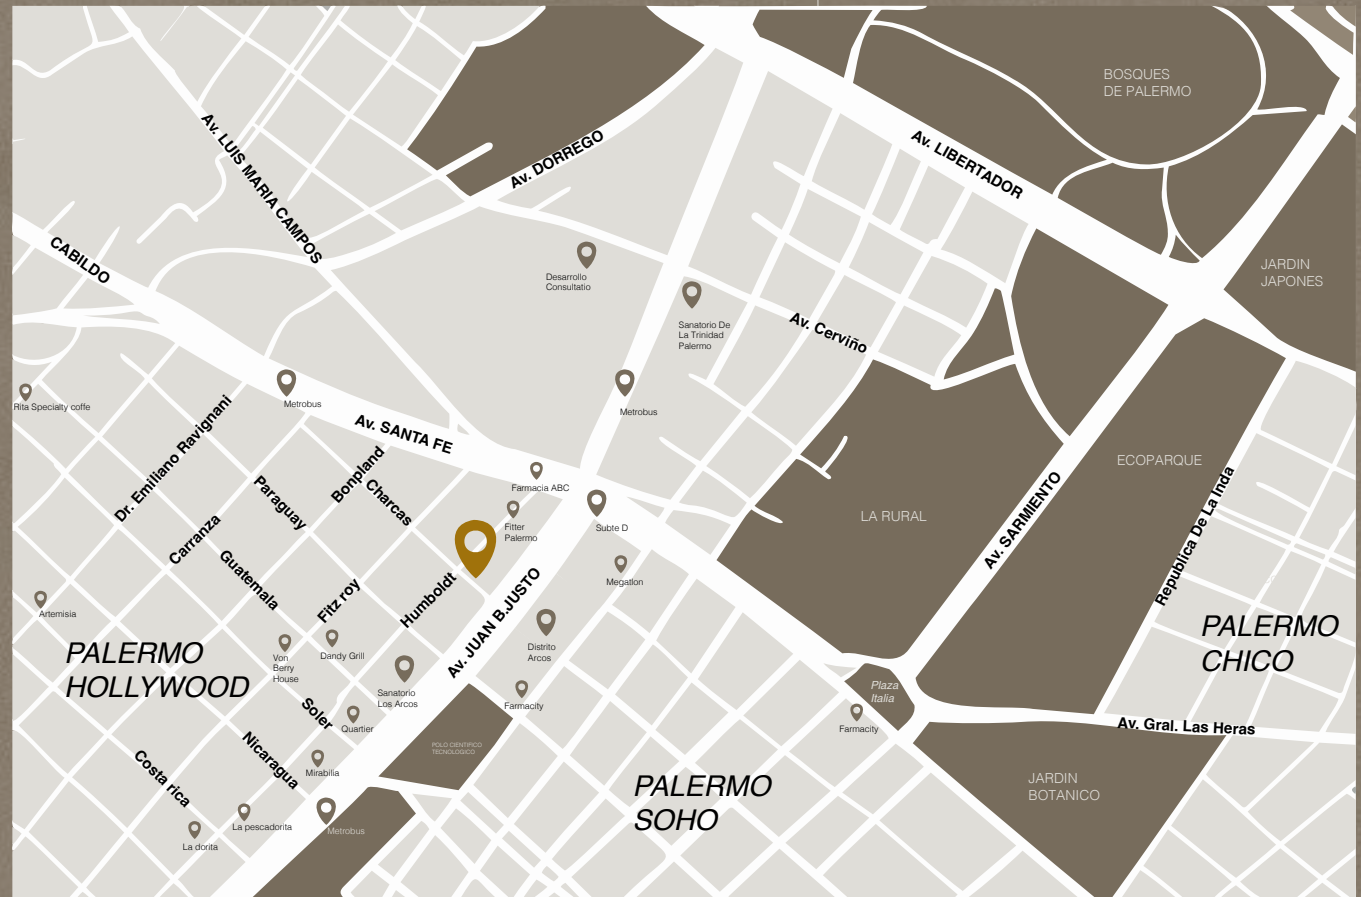 BOSQUES
DE PALERMO
Av. LUIS MARIA CAMPOS
Av. DORREGO
Av. LIBERTADOR
CABILDO
Desarrollo
Consultatio
JARDIN
JAPONES
Sanatorio De
La Trinidad
Palermo
Av. Cerviño
Rita Specialty coffe
Metrobus
Metrobus
Av. SANTA FE
Dr. Emiliano Ravignani
Bonpland
Charcas
Paraguay
Farmacia ABC
ECOPARQUE
Republica De La Inda
Fitter
Palermo
Subte D
LA RURAL
Av. SARMIENTO
Carranza
Guatemala
Fitz roy
Humboldt
Megatlon
Av. JUAN B.JUSTO
Artemisia
PALERMO
HOLLYWOOD
Von
Berry
House
Dandy Grill
Distrito
Arcos
PALERMO
CHICO
Sanatorio
Los Arcos
Farmacity
Plaza
Italia
Soler
Quartier
Farmacity
Av. Gral. Las Heras
Nicaragua
POLO CIENTIFICO
TECNOLOGICO
Costa rica
Mirabilia
PALERMO
SOHO
JARDIN
BOTANICO
La pescadorita
Metrobus
La dorita